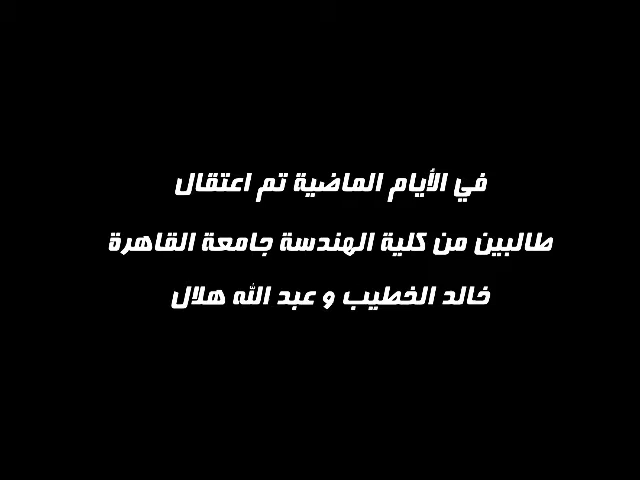 في الأيام الماضية تم اعتقال
طالبين من كلية الهندسة جامعة القاهرة
خالد الخطيب و عبد الله هلال